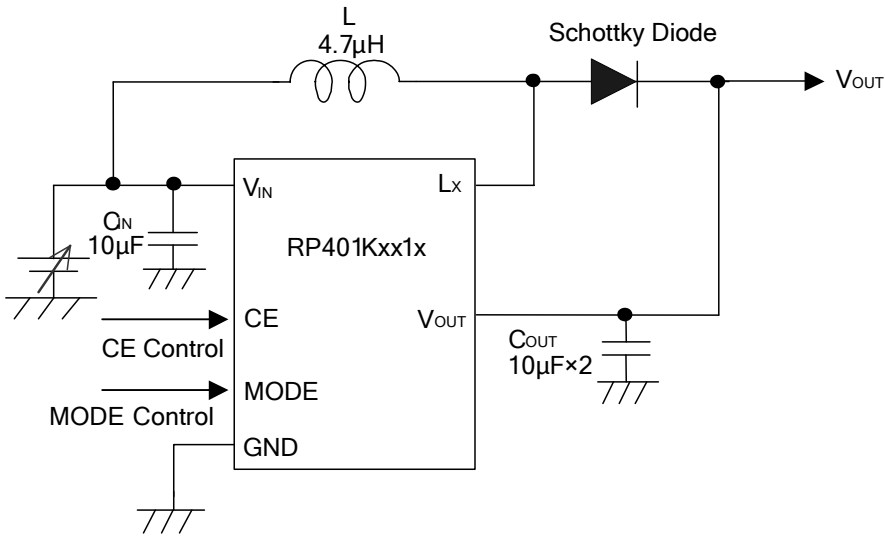 L
4.7µH
Schottky Diode
VOUT
VIN
LX
CIN
10µF
RP401Kxx1x
CE
VOUT
CE Control
COUT
10µF×2
MODE
MODE Control
GND